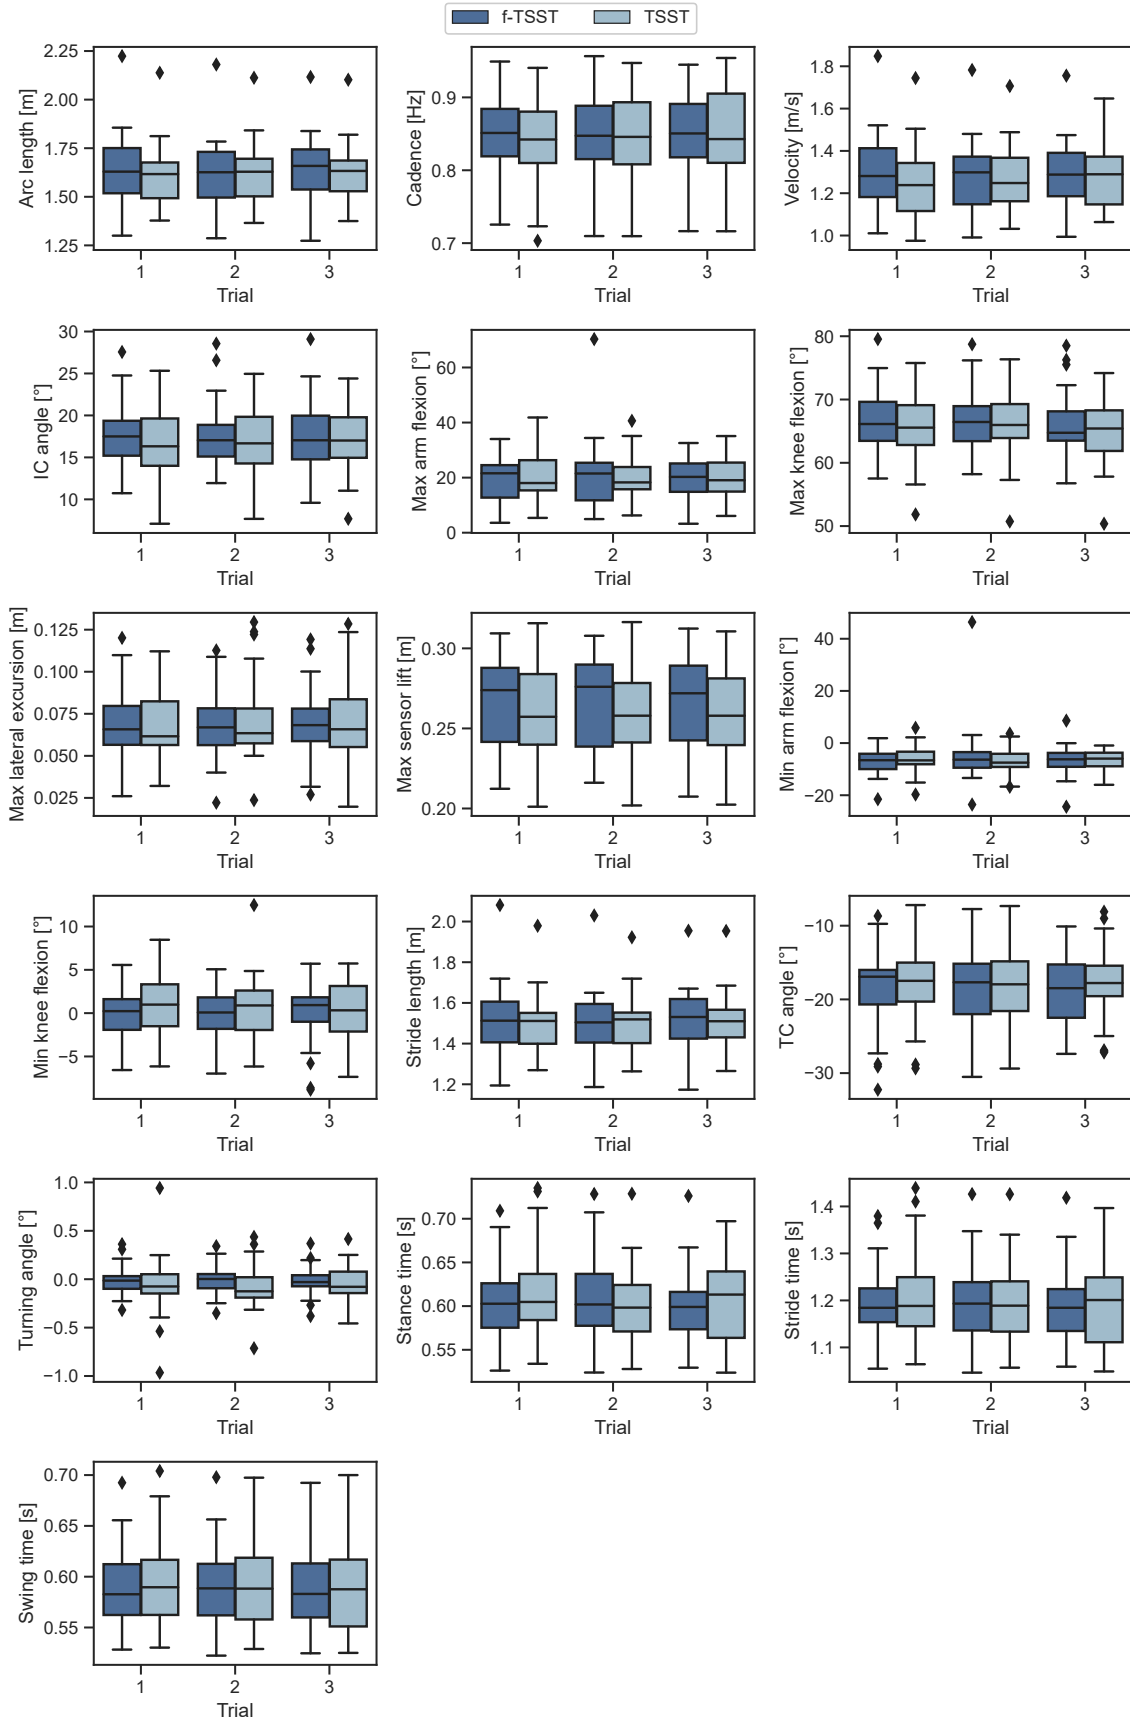 f-TSST TSST
Arc length [m]
2.25
2.00
1.75
1.50
1.25
1 2 3
Trial
Cadence [Hz]
0.9
0.8
0.7
1 2 3
Trial
Velocity [m/s]
1.8
1.6
1.4
1.2
1.0
1 2 3
Trial
IC angle [°]
30
25
20
15
10
1 2 3
Trial
Max arm flexion [°]
60
40
20
0
1 2 3
Trial
Max knee flexion [°]
80
70
60
50
1 2 3
Trial
Max lateral excursion [m]
0.125
0.100
0.075
0.050
0.025
1 2 3
Trial
Max sensor lift [m]
0.30
0.25
0.20
1 2 3
Trial
Min arm flexion [°]
40
20
0
−20
1 2 3
Trial
Min knee flexion [°]
10
5
0
−5
1 2 3
Trial
Stride length [m]
2.0
1.8
1.6
1.4
1.2
1 2 3
Trial
TC angle [°]
−10
−20
−30
1 2 3
Trial
Turning angle [°]
1.0
0.5
0.0
−0.5
−1.0
1 2 3
Trial
Stance time [s]
0.70
0.65
0.60
0.55
1 2 3
Trial
Stride time [s]
1.4
1.3
1.2
1.1
1 2 3
Trial
Swing time [s]
0.70
0.65
0.60
0.55
1 2 3
Trial